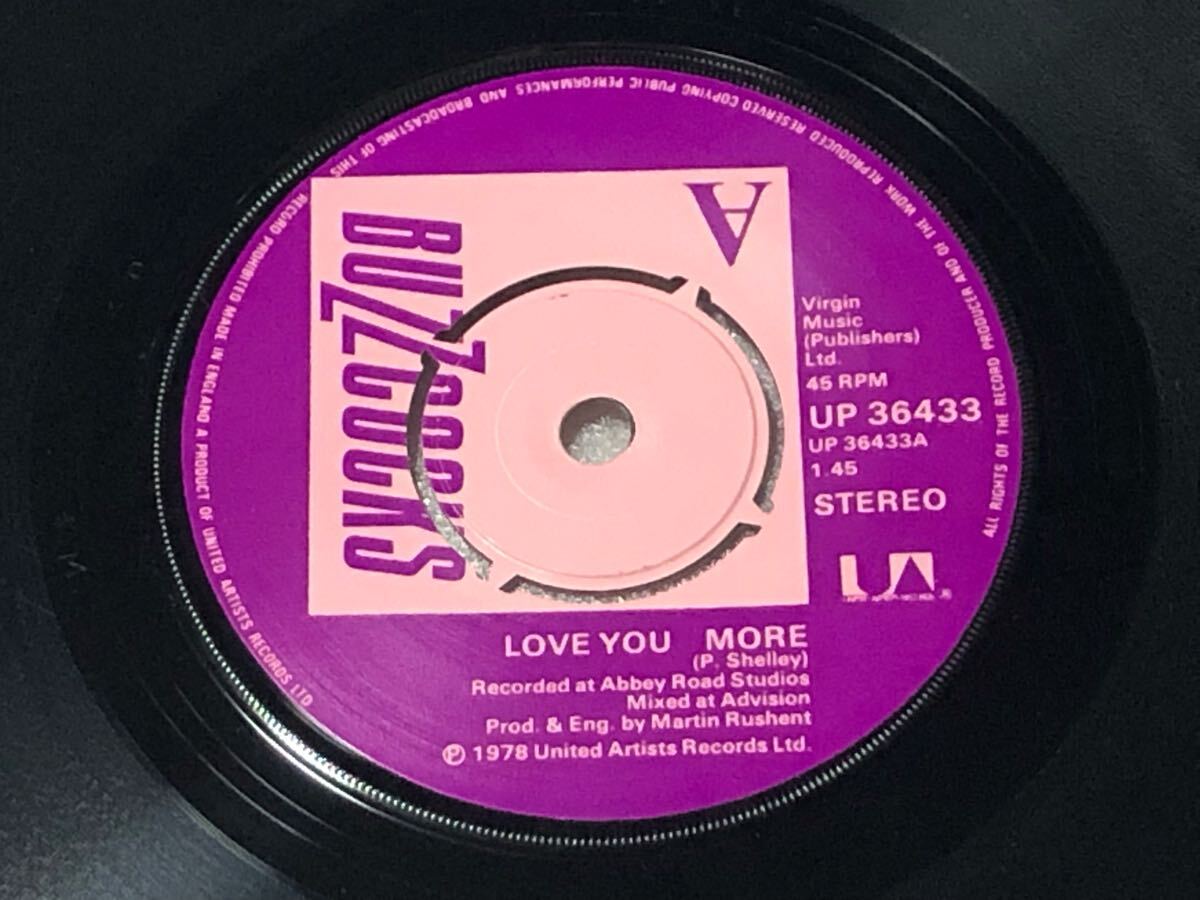 ALL RIGHTS OF THE RECORD PRODUCER AND OF THE WORK REPRODUCED RESERVED COPYING PUBLIC PERFORMANCES AND BROADCASTING OF THIS RECORD PROHIBITED MADE IN ENGLAND A PRODUCT OF UNITED ARTISTS RECORDS LTD
A
BUZZCOCKS
Virgin
Music
(Publishers)
Ltd.
45 RPM
UP 36433
UP 36433A
1.45
STEREO
UA
LOVE YOU MORE
(P. Shelley)
Recorded at Abbey Road Studios
Mixed at Advision
Prod. & Eng. by Martin Rushent
℗ 1978 United Artists Records Ltd.